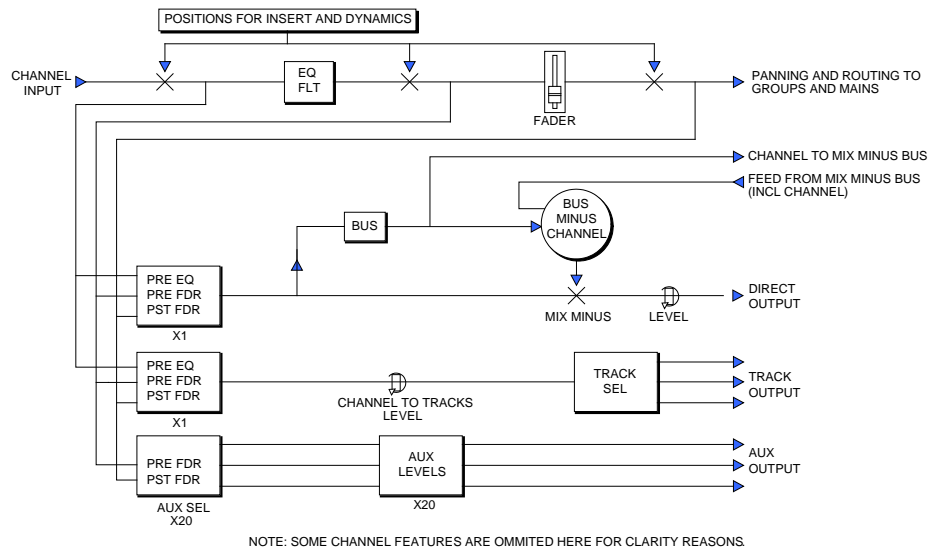 POSITIONS FOR INSERT AND DYNAMICS
CHANNEL
INPUT
EQ
FLT
FADER
PANNING AND ROUTING TO
GROUPS AND MAINS
CHANNEL TO MIX MINUS BUS
FEED FROM MIX MINUS BUS
(INCL CHANNEL)
BUS
BUS
MINUS
CHANNEL
PRE EQ
PRE FDR
PST FDR
X1
MIX MINUS
LEVEL
DIRECT
OUTPUT
PRE EQ
PRE FDR
PST FDR
X1
CHANNEL TO TRACKS
LEVEL
TRACK
SEL
TRACK
OUTPUT
PRE FDR
PST FDR
AUX SEL
X20
AUX
LEVELS
X20
AUX
OUTPUT
NOTE: SOME CHANNEL FEATURES ARE OMMITED HERE FOR CLARITY REASONS.